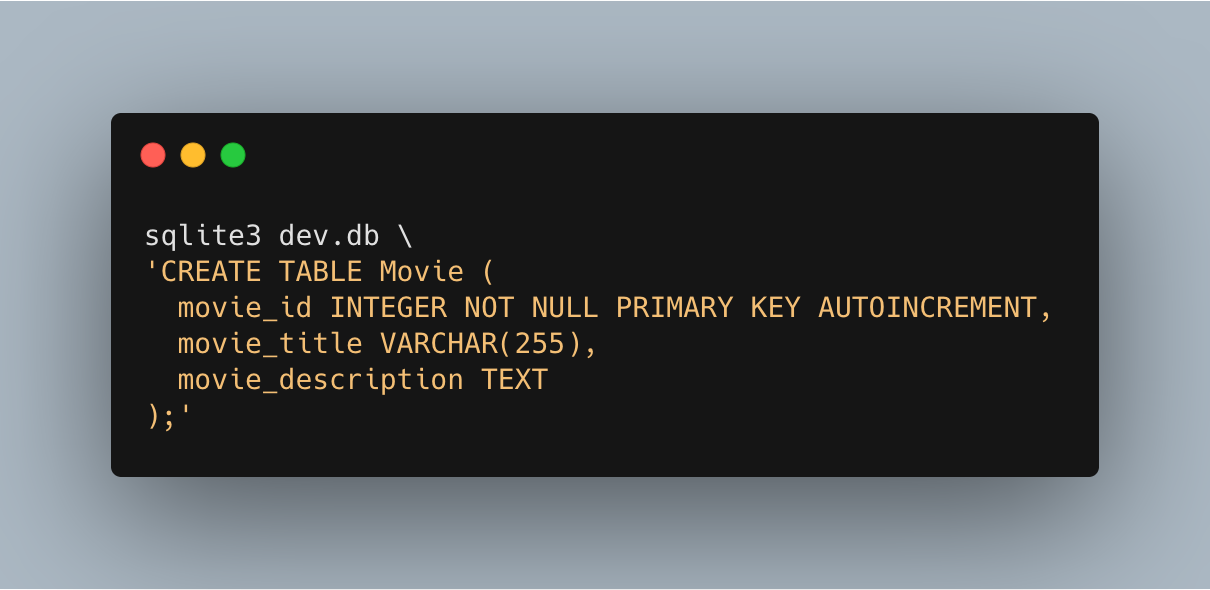 sqlite3 dev.db \
'CREATE TABLE Movie (
  movie_id INTEGER NOT NULL PRIMARY KEY AUTOINCREMENT,
  movie_title VARCHAR(255),
  movie_description TEXT
);'